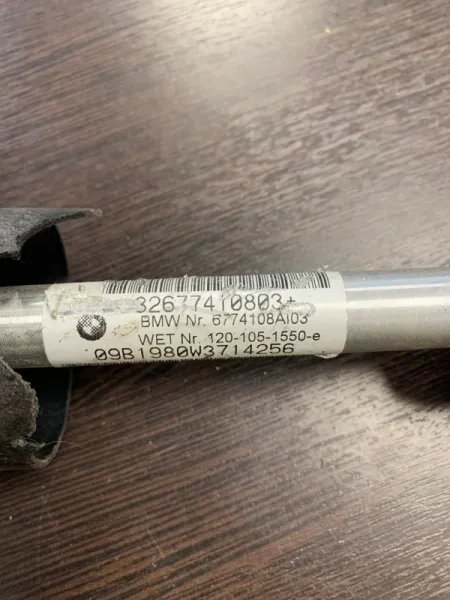 32677410803+
BMW Nr. 6774108AI03
WET Nr. 120-105-1550-e
09B1980W3714256